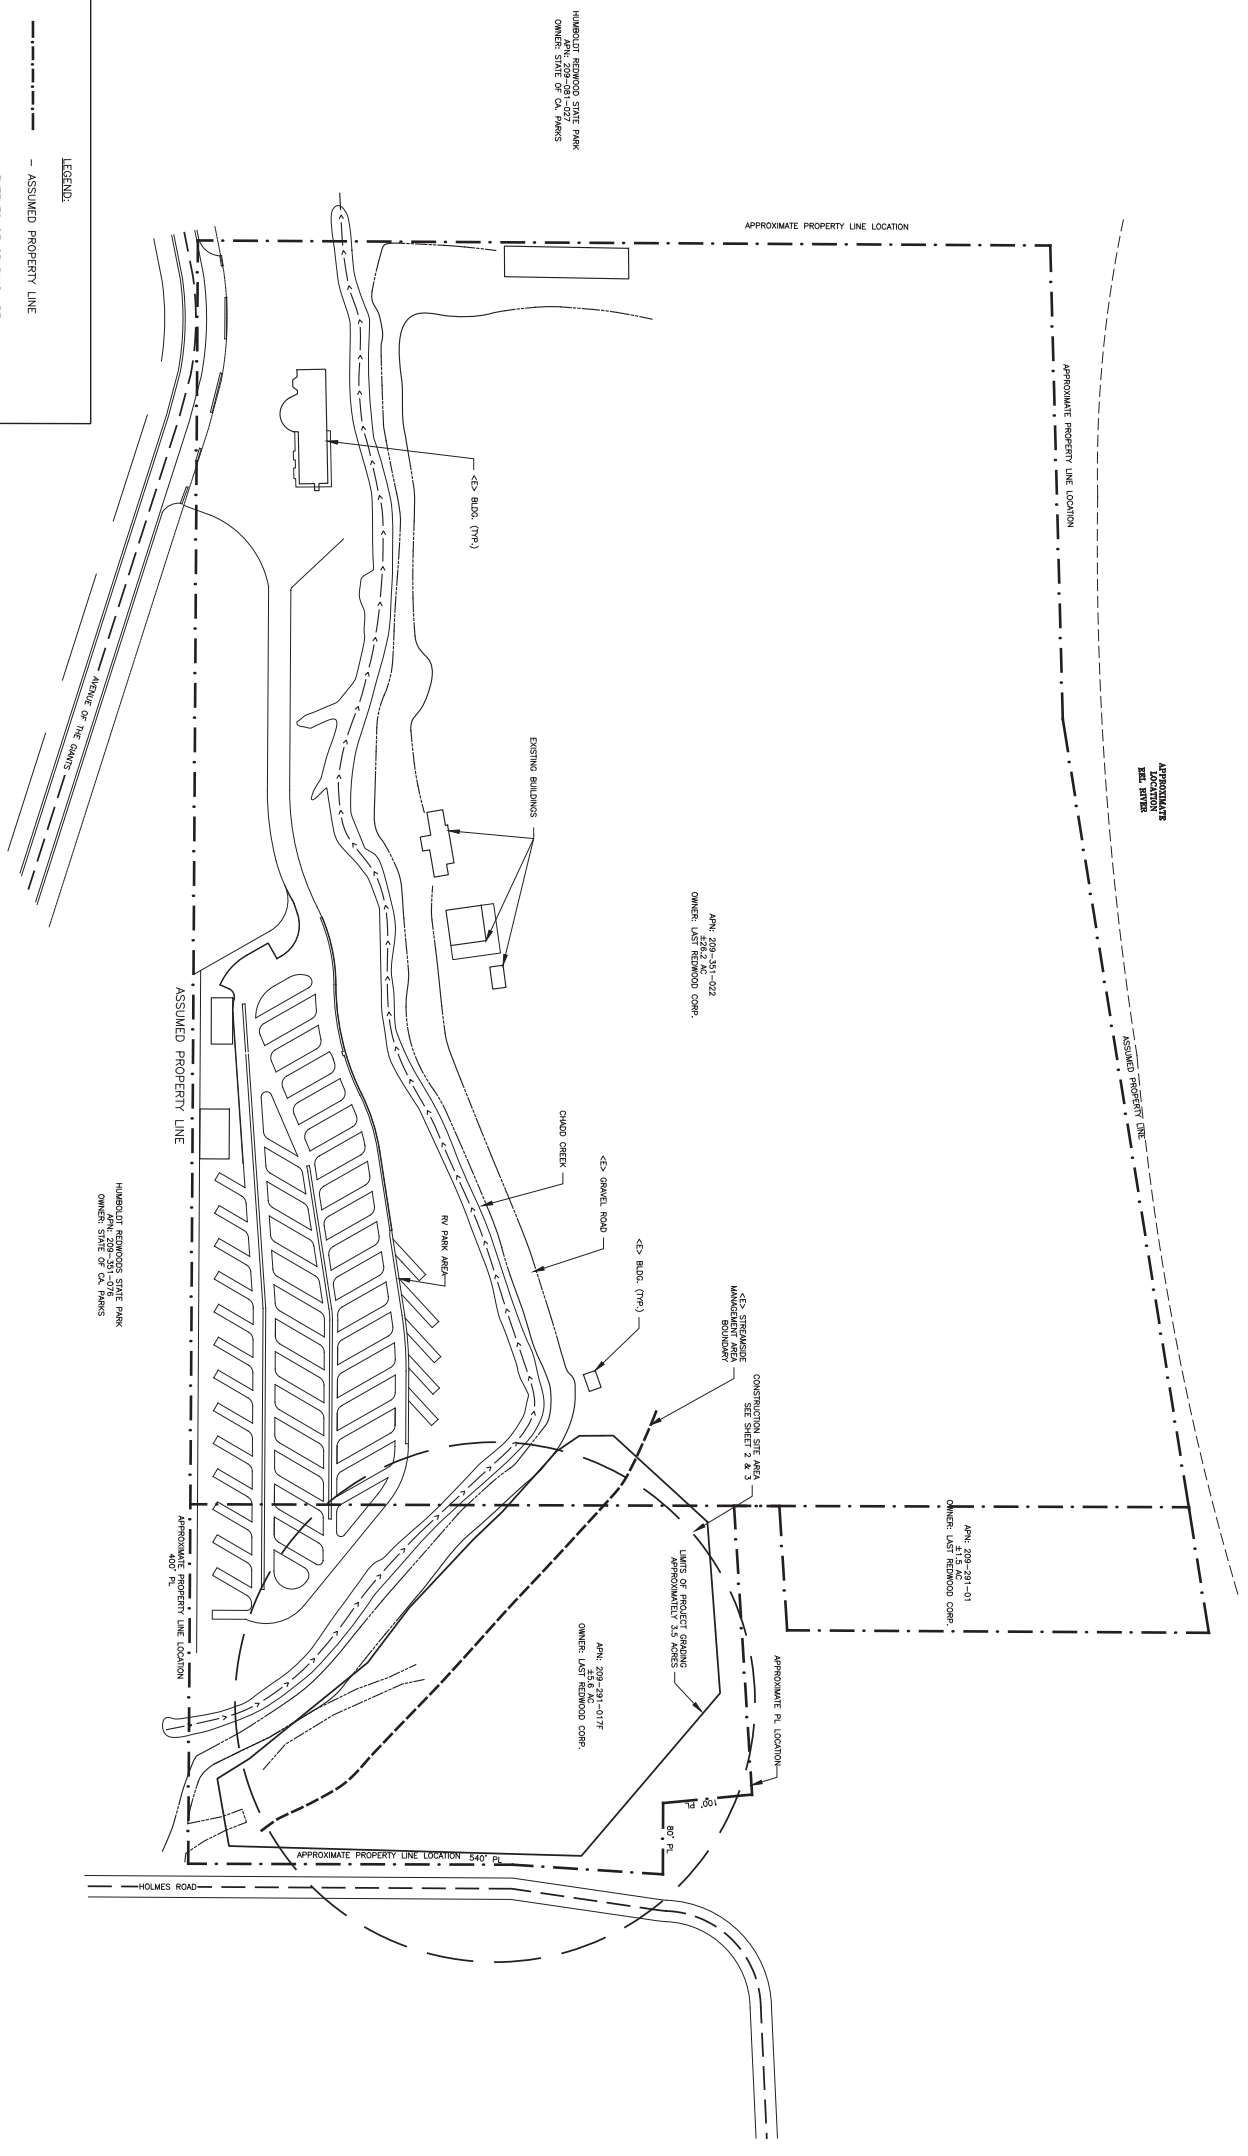 HUMBOLDT REDWOOD STATE PARK
APN: 209-081-027
OWNER: STATE OF CA. PARKS
LEGEND:
- ASSUMED PROPERTY LINE
APPROXIMATE PROPERTY LINE LOCATION
APPROXIMATE PROPERTY LINE LOCATION
<E> BLDG. (TYP.)
AVENUE OF THE GIANTS
EXISTING BUILDINGS
APPROXIMATE
LOCATION
EEL RIVER
APN: 209-351-022
±26.2 AC
OWNER: LAST REDWOOD CORP.
ASSUMED PROPERTY LINE
ASSUMED PROPERTY LINE
CHADD CREEK
<E> GRAVEL ROAD
RV PARK AREA
<E> BLDG. (TYP.)
HUMBOLDT REDWOODS STATE PARK
APN: 209-351-076
OWNER: STATE OF CA. PARKS
<E> STREAMSIDE
MANAGEMENT AREA
BOUNDARY
CONSTRUCTION SITE AREA
SEE SHEET 2 & 3
APN: 209-291-01
±1.5 AC
OWNER: LAST REDWOOD CORP.
APPROXIMATE PROPERTY LINE LOCATION
400' PL
LIMITS OF PROJECT GRADING
APPROXIMATELY 3.5 ACRES
APN: 209-291-017F
±5.6 AC
OWNER: LAST REDWOOD CORP.
APPROXIMATE PL LOCATION
100' PL
80' PL
APPROXIMATE PROPERTY LINE LOCATION 540' PL
HOLMES ROAD